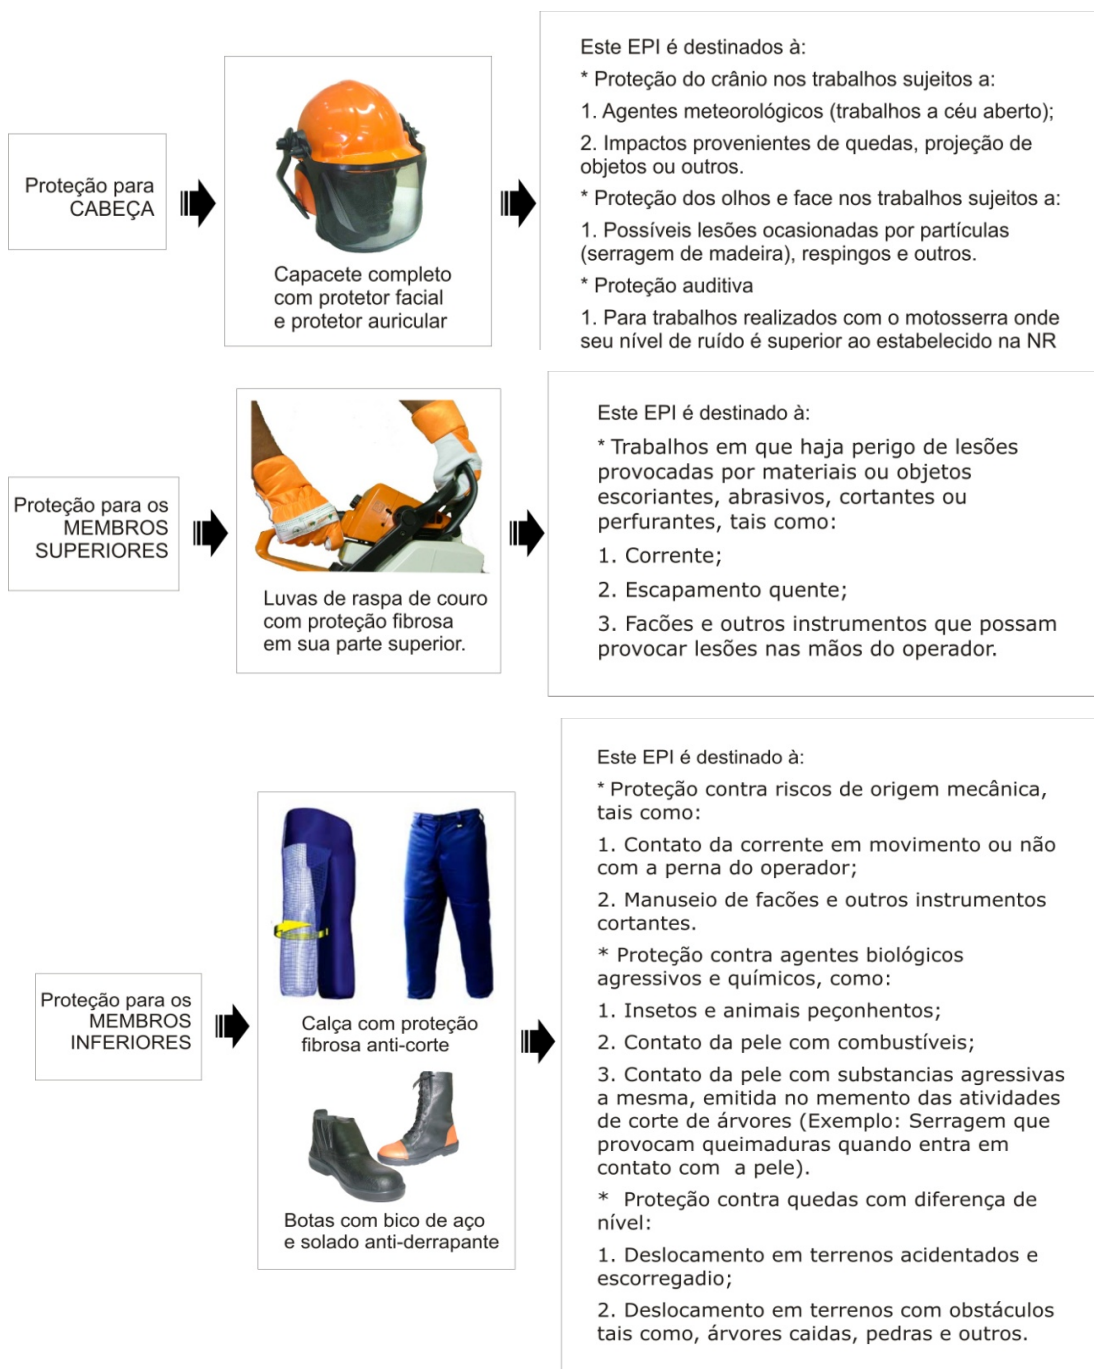 Proteção para
CABEÇA
Capacete completo
com protetor facial
e protetor auricular
Este EPI é destinados à:
* Proteção do crânio nos trabalhos sujeitos a:
1. Agentes meteorológicos (trabalhos a céu aberto);
2. Impactos provenientes de quedas, projeção de
objetos ou outros.
* Proteção dos olhos e face nos trabalhos sujeitos a:
1. Possíveis lesões ocasionadas por partículas
(serragem de madeira), respingos e outros.
* Proteção auditiva
1. Para trabalhos realizados com o motosserra onde
seu nível de ruído é superior ao estabelecido na NR
Proteção para os
MEMBROS
SUPERIORES
Luvas de raspa de couro
com proteção fibrosa
em sua parte superior.
Este EPI é destinado à:
* Trabalhos em que haja perigo de lesões
provocadas por materiais ou objetos
escoriantes, abrasivos, cortantes ou
perfurantes, tais como:
1. Corrente;
2. Escapamento quente;
3. Facões e outros instrumentos que possam
provocar lesões nas mãos do operador.
Proteção para os
MEMBROS
INFERIORES
Calça com proteção
fibrosa anti-corte
Botas com bico de aço
e solado anti-derrapante
Este EPI é destinado à:
* Proteção contra riscos de origem mecânica,
tais como:
1. Contato da corrente em movimento ou não
com a perna do operador;
2. Manuseio de facões e outros instrumentos
cortantes.
* Proteção contra agentes biológicos
agressivos e químicos, como:
1. Insetos e animais peçonhentos;
2. Contato da pele com combustíveis;
3. Contato da pele com substancias agressivas
a mesma, emitida no memento das atividades
de corte de árvores (Exemplo: Serragem que
provocam queimaduras quando entra em
contato com a pele).
* Proteção contra quedas com diferença de
nível:
1. Deslocamento em terrenos acidentados e
escorregadio;
2. Deslocamento em terrenos com obstáculos
tais como, árvores caidas, pedras e outros.